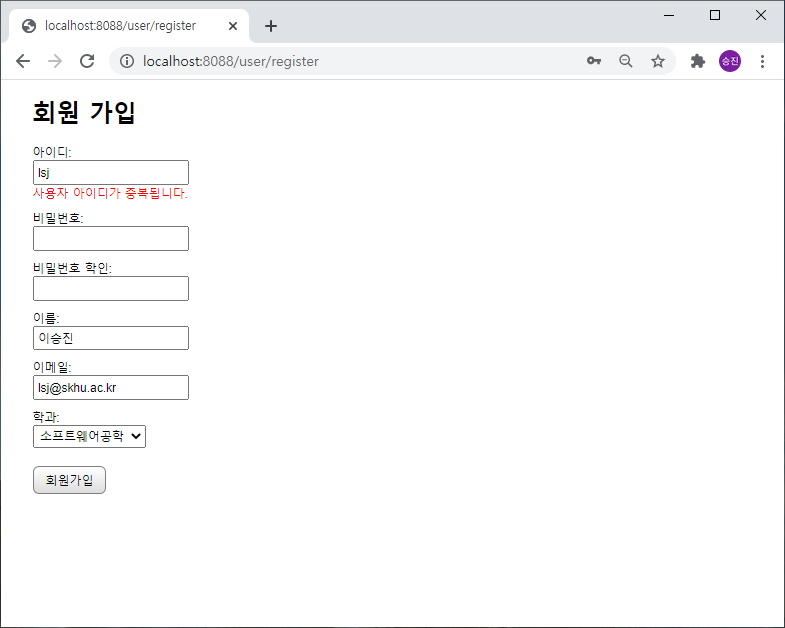 localhost:8088/user/register
localhost:8088/user/register
승진
회원 가입
아이디:
lsj
사용자 아이디가 중복됩니다.
비밀번호:
비밀번호 확인:
이름:
이승진
이메일:
lsj@skhu.ac.kr
학과:
소프트웨어공학
회원가입